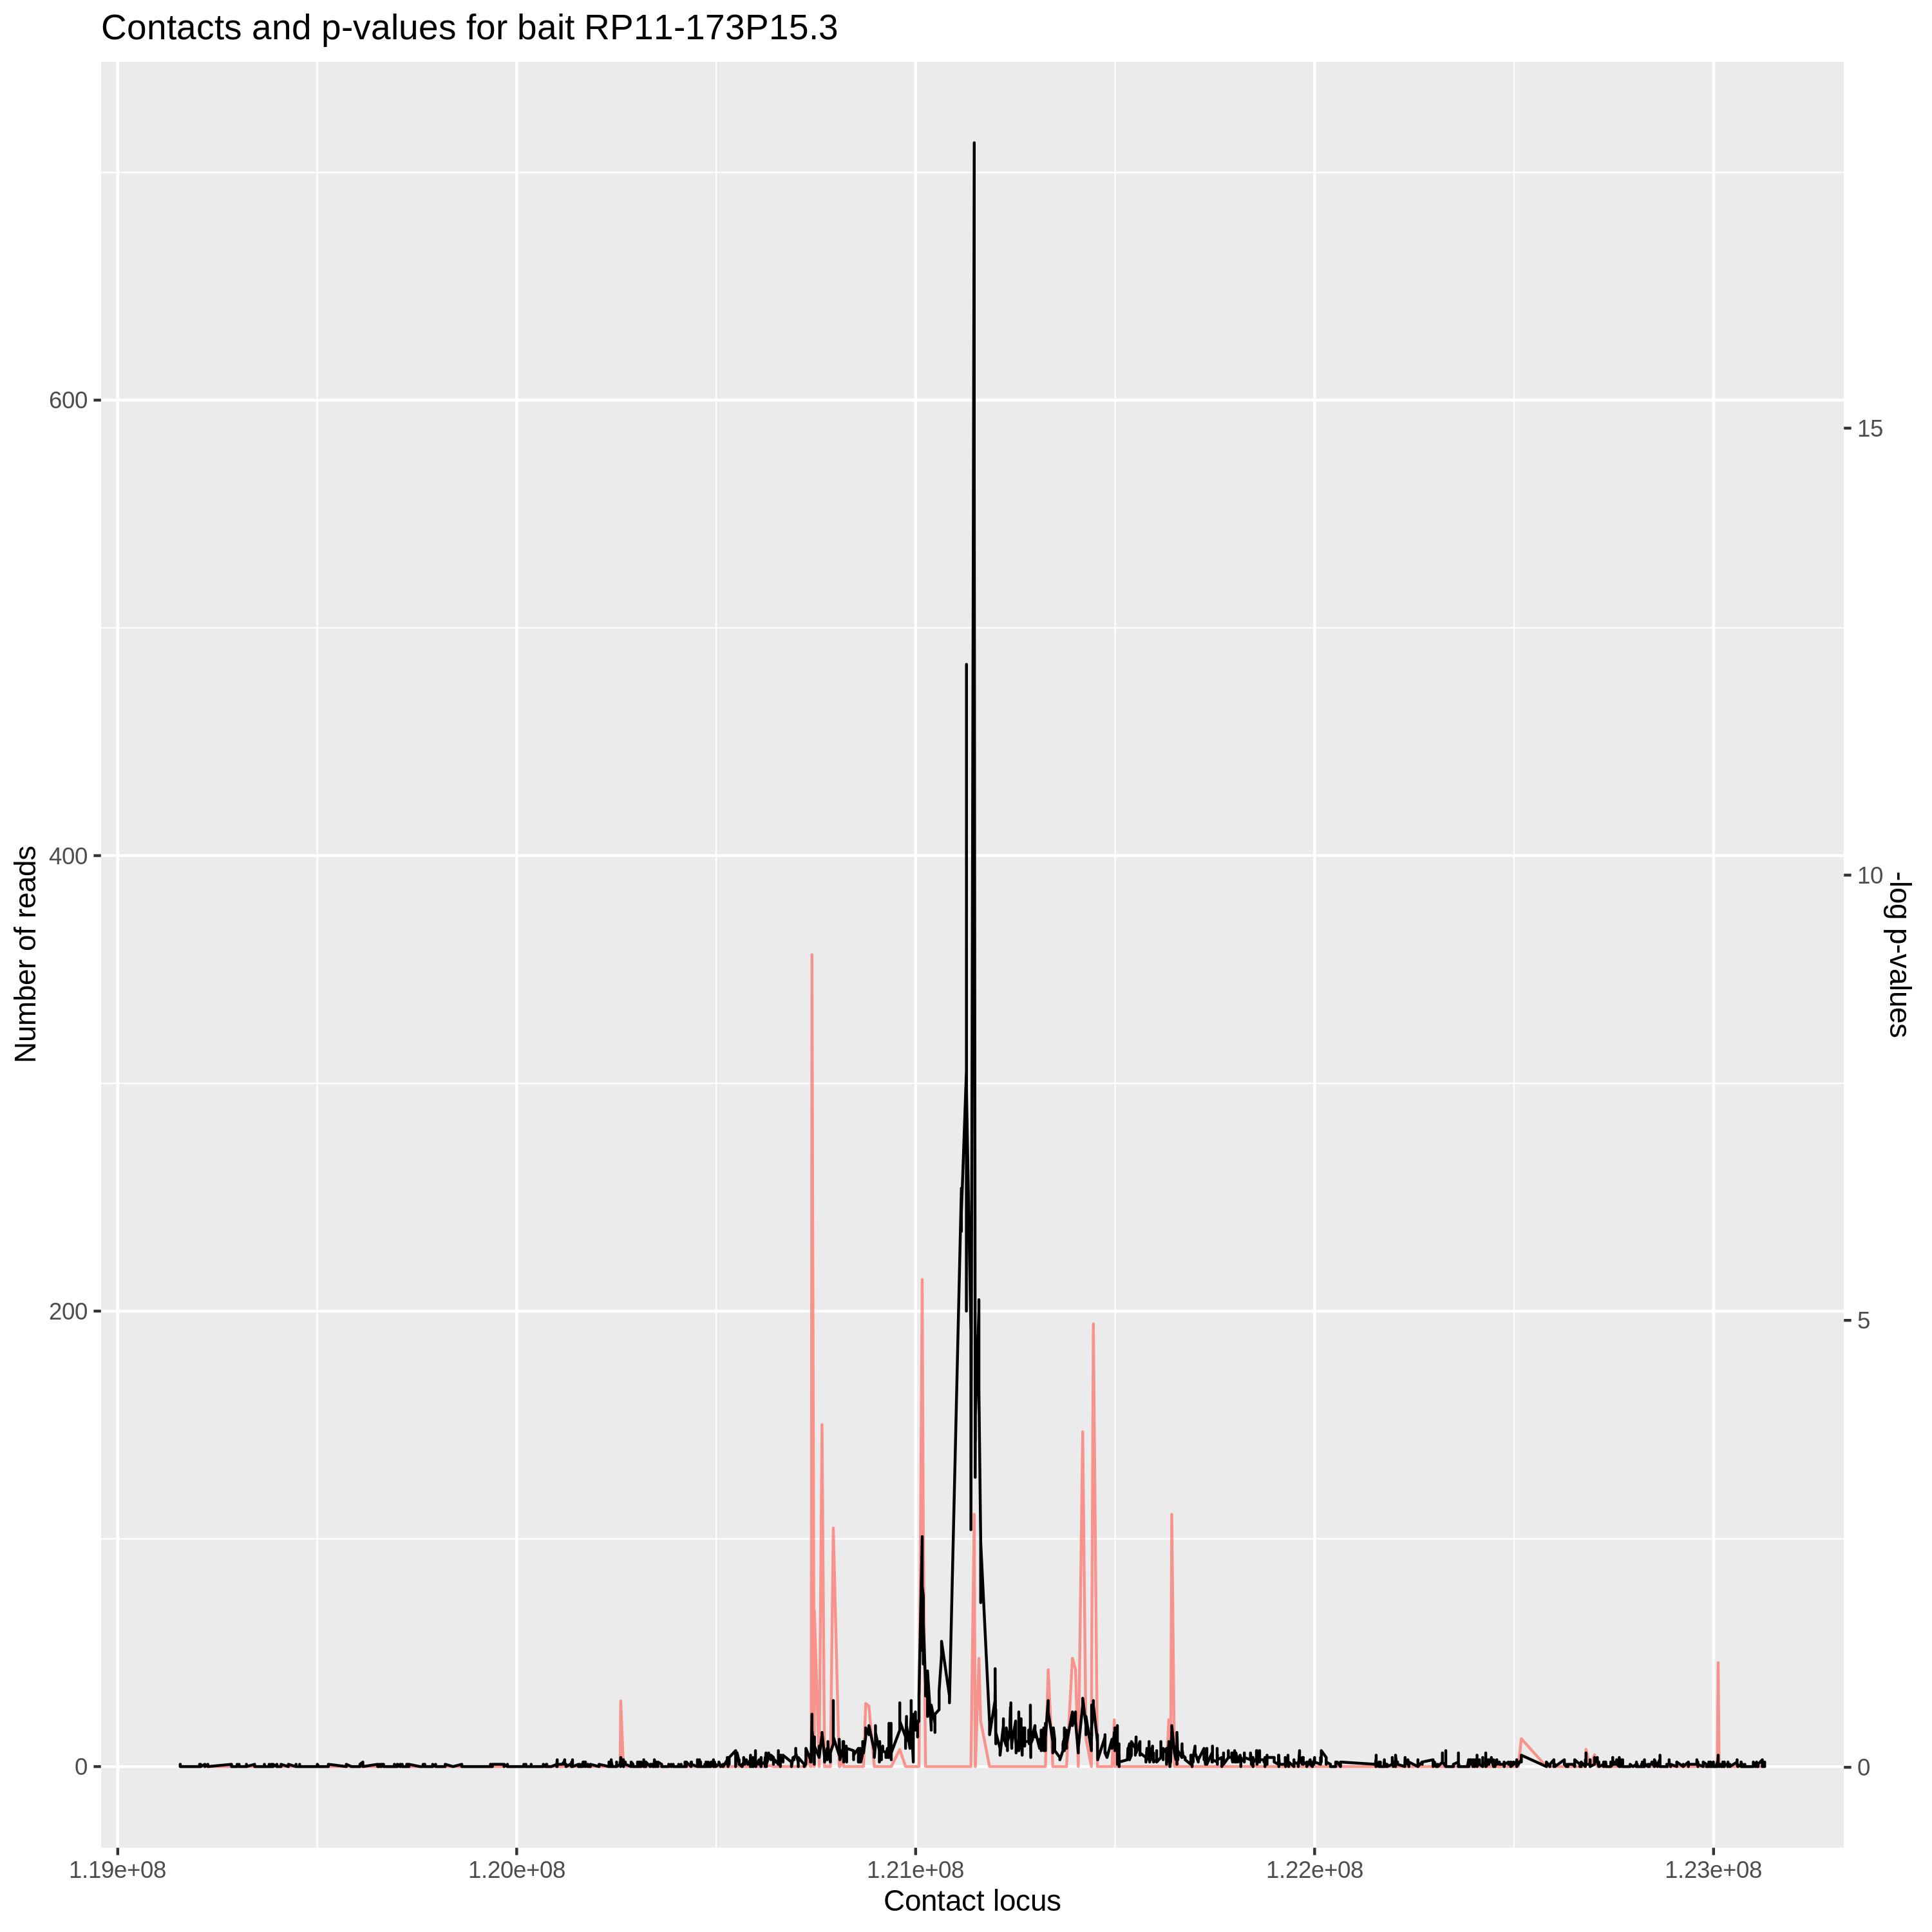 Contacts and p-values for bait RP11-173P15.3
600
400
200
0
15
10
5
0
Number of reads
-log p-values
1.19e+08
1.20e+08
1.21e+08
1.22e+08
1.23e+08
Contact locus